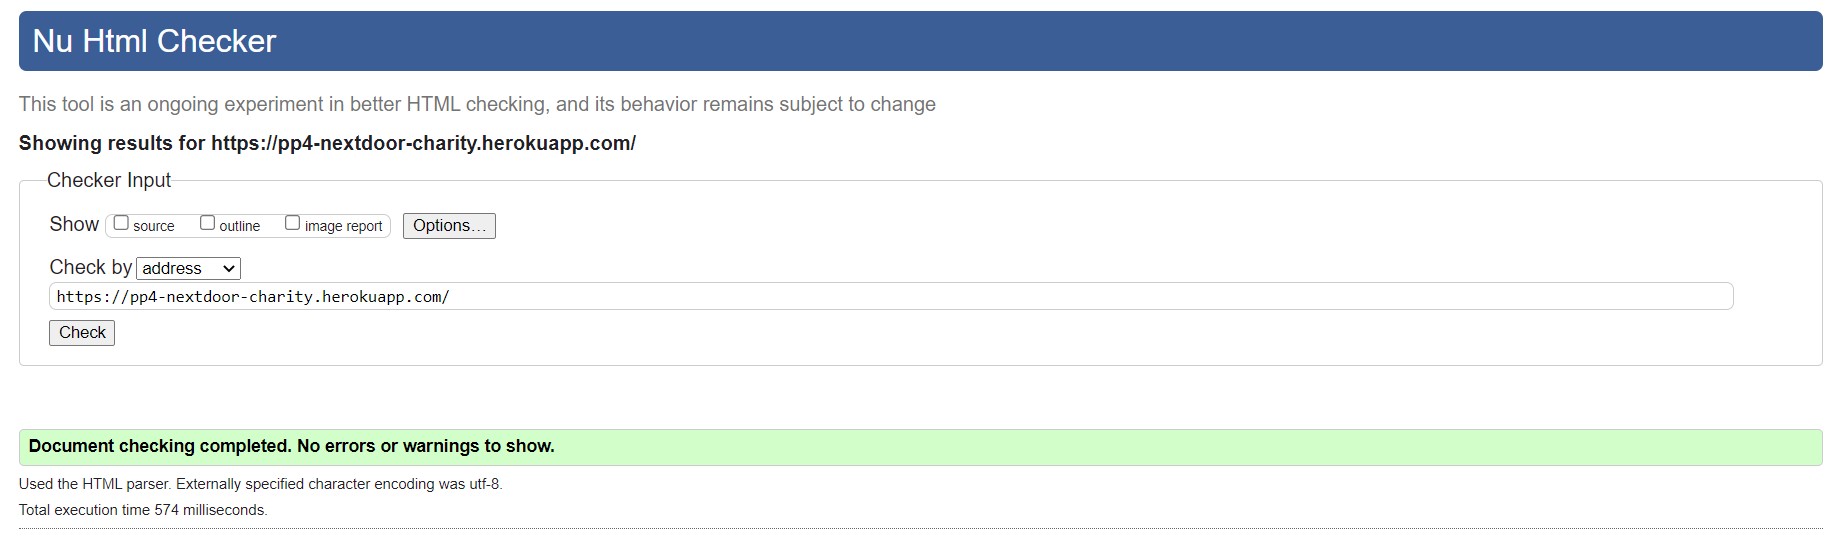 Nu Html Checker
This tool is an ongoing experiment in better HTML checking, and its behavior remains subject to change
Showing results for https://pp4-nextdoor-charity.herokuapp.com/
Checker Input
Show source outline image report Options...
Check by address
https://pp4-nextdoor-charity.herokuapp.com/
Check
Document checking completed. No errors or warnings to show.
Used the HTML parser. Externally specified character encoding was utf-8.
Total execution time 574 milliseconds.